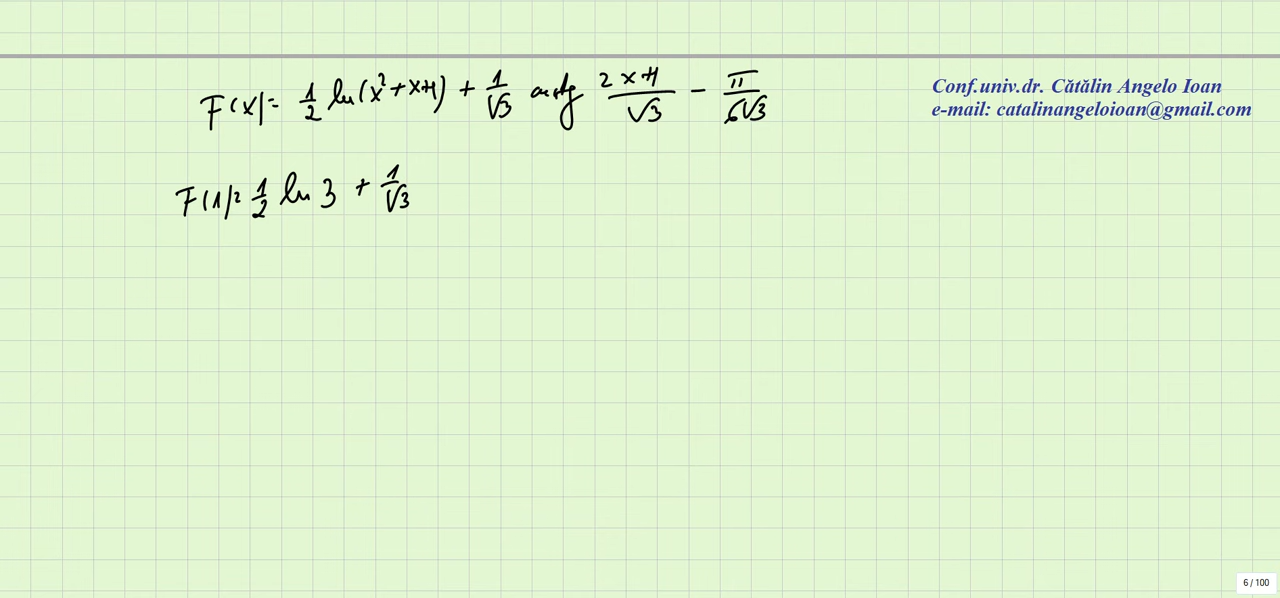 F(x) = 1/2 ln(x²+x+1) + 1/√3 arctg (2x+1)/√3 − π/(6√3)
Conf.univ.dr. Cătălin Angelo Ioan
e-mail: catalinangeloioan@gmail.com
F(1) = 1/2 ln 3 + 1/√3
6 / 100